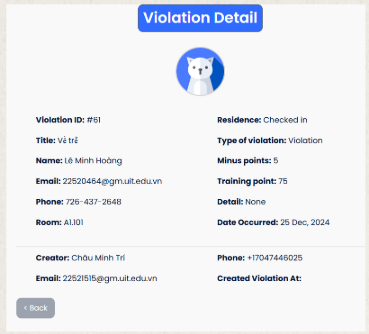 Violation Detail
Violation ID: #61
Residence: Checked in
Title: Về trễ
Type of violation: Violation
Name: Lê Minh Hoàng
Minus points: 5
Email: 22520464@gm.uit.edu.vn
Training point: 75
Phone: 726-437-2648
Detail: None
Room: A1.101
Date Occurred: 25 Dec, 2024
Creator: Châu Minh Trí
Phone: +17047446025
Email: 22521515@gm.uit.edu.vn
Created Violation At:
< Back